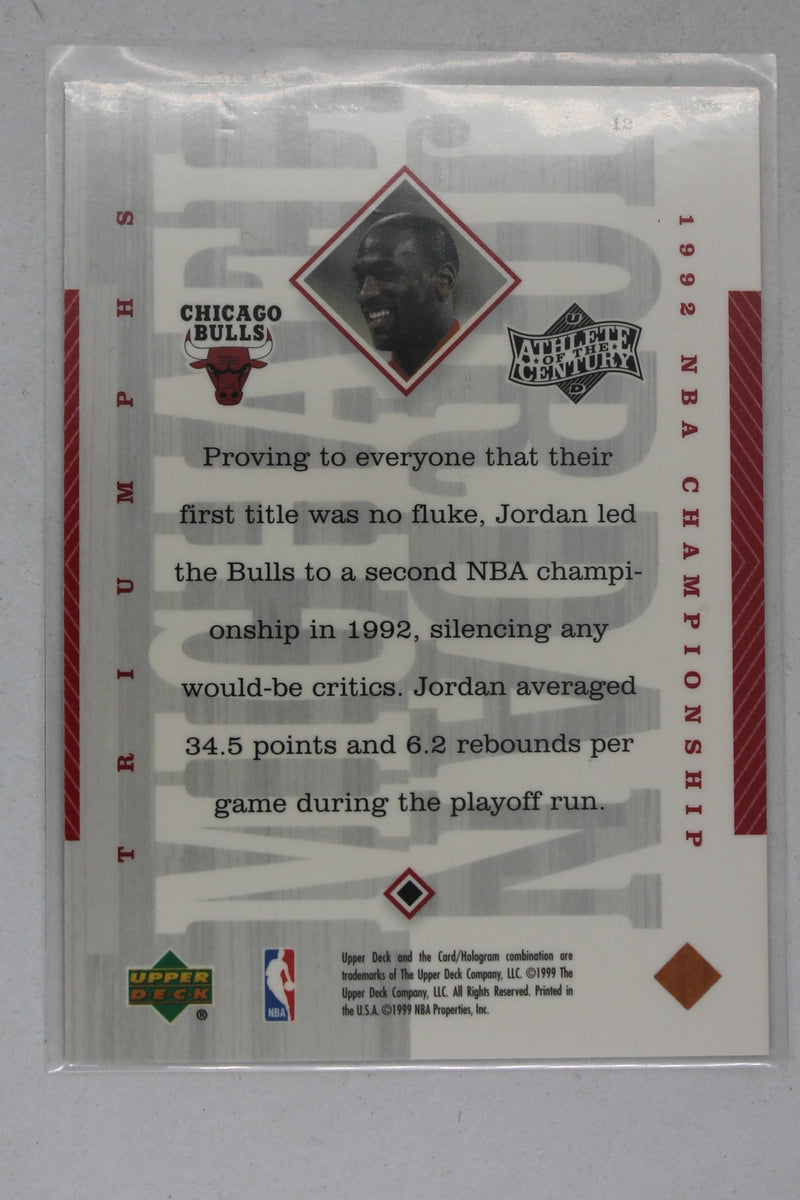 12
TRIUMPHS
1992 NBA CHAMPIONSHIP
MICHAEL
JORDAN
CHICAGO
BULLS
U
ATHLETE
OF THE
CENTURY
D
Proving to everyone that their
first title was no fluke, Jordan led
the Bulls to a second NBA champi-
onship in 1992, silencing any
would-be critics. Jordan averaged
34.5 points and 6.2 rebounds per
game during the playoff run.
UPPER
D·E·C·K
®
NBA
Upper Deck and the Card/Hologram combination are
trademarks of The Upper Deck Company, LLC. ©1999 The
Upper Deck Company, LLC. All Rights Reserved. Printed in
the U.S.A. ©1999 NBA Properties, Inc.